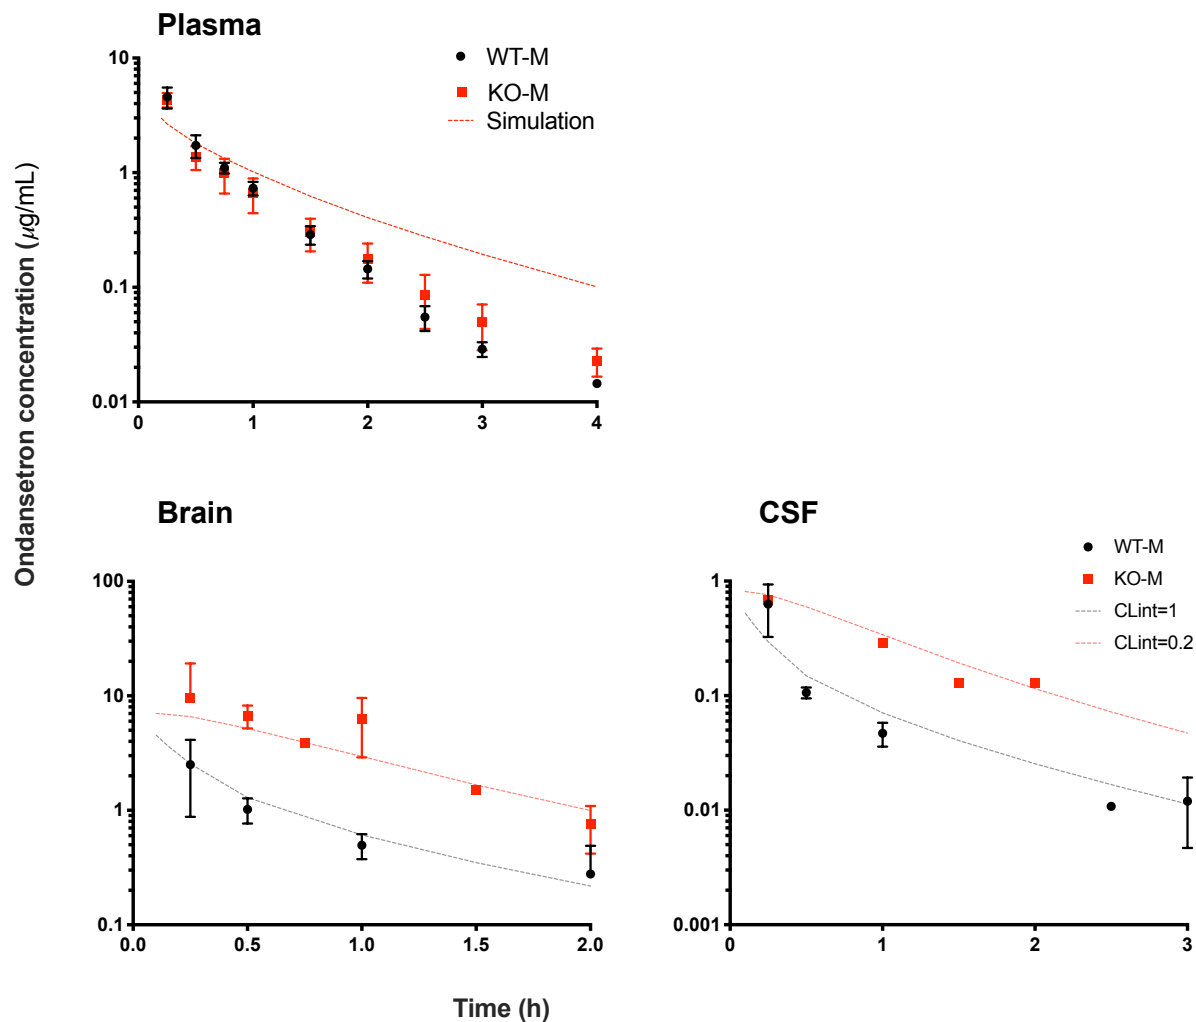 Plasma
WT-M
KO-M
Simulation
10
1
0.1
0.01
0
1
2
3
4
Ondansetron concentration (µg/mL)
Brain
100
10
1
0.1
0.0
0.5
1.0
1.5
2.0
CSF
WT-M
KO-M
CLint=1
CLint=0.2
1
0.1
0.01
0.001
0
1
2
3
Time (h)